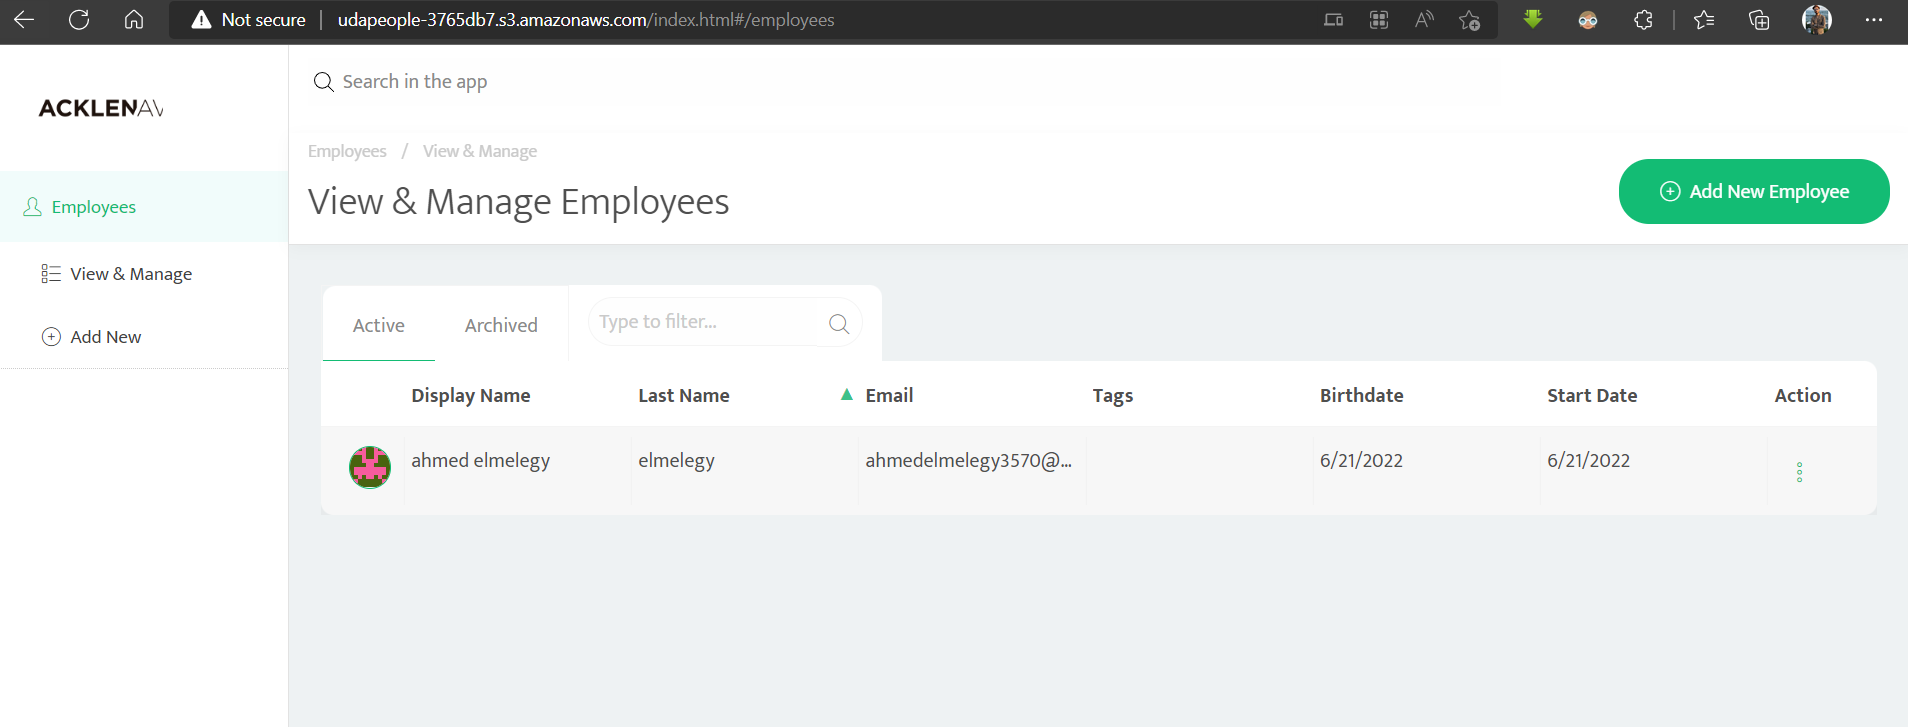 Not secure udapeople-3765db7.s3.amazonaws.com/index.html#/employees
ACKLENAV
Search in the app
Employees / View & Manage
View & Manage Employees
Add New Employee
Employees
View & Manage
Add New
Active Archived Type to filter...
Display Name Last Name Email Tags Birthdate Start Date Action
ahmed elmelegy elmelegy ahmedelmelegy3570@... 6/21/2022 6/21/2022